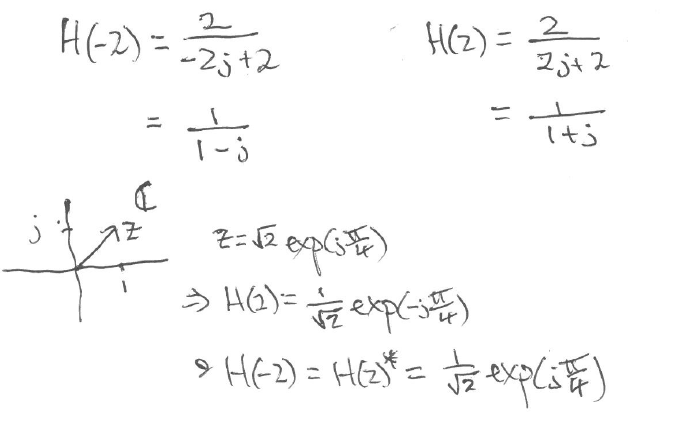 H(-2) = 2/(-2j+2)
H(2) = 2/(2j+2)
= 1/(1-j)
= 1/(1+j)
ℂ
j
z
1
z = √2 exp(jπ/4)
⇒ H(2) = 1/√2 exp(-jπ/4)
& H(-2) = H(2)* = 1/√2 exp(jπ/4)